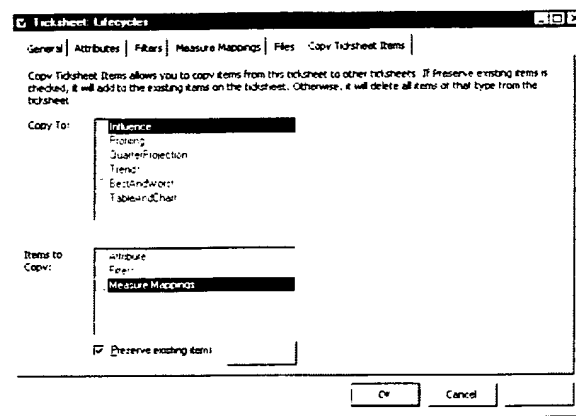 Ticksheet: Lifecycles
General Attributes Filters Measure Mappings Files Copy Ticksheet Items
Copy Ticksheet Items allows you to copy items from this ticksheet to other ticksheets. If Preserve existing items is
checked, it will add to the existing items on the ticksheet. Otherwise, it will delete all items of that type from the
ticksheet
Copy To:
Influence
Profiling
QuarterProjection
Trends
BestAndWorst
TableAndChart
Items to
Copy:
Attribute
Filters
Measure Mappings
Preserve existing items
OK Cancel